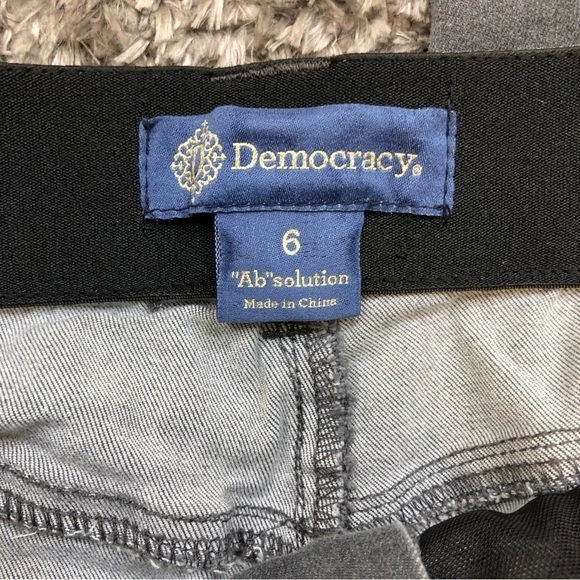 Democracy®
6
"Ab"solution
Made in China